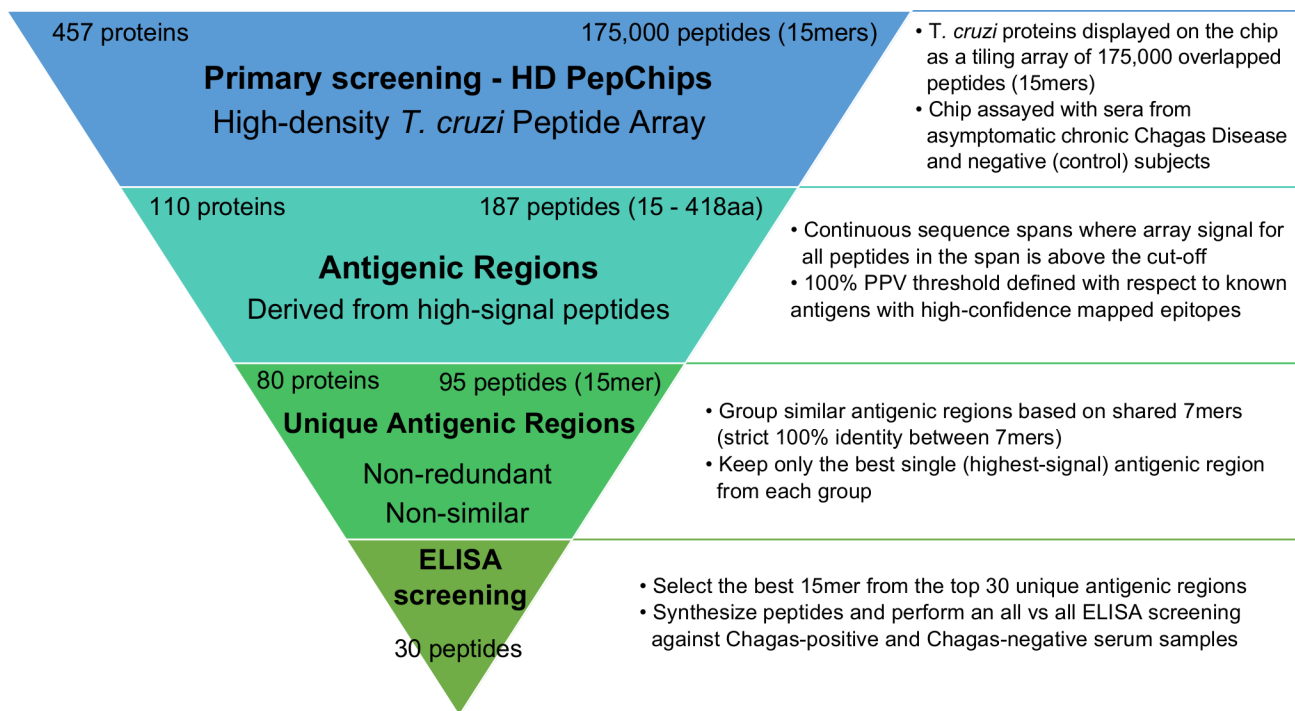 457 proteins
175,000 peptides (15mers)
Primary screening - HD PepChips
High-density T. cruzi Peptide Array
• T. cruzi proteins displayed on the chip
as a tiling array of 175,000 overlapped
peptides (15mers)
• Chip assayed with sera from
asymptomatic chronic Chagas Disease
and negative (control) subjects
110 proteins
187 peptides (15 - 418aa)
Antigenic Regions
Derived from high-signal peptides
• Continuous sequence spans where array signal for
all peptides in the span is above the cut-off
• 100% PPV threshold defined with respect to known
antigens with high-confidence mapped epitopes
80 proteins
95 peptides (15mer)
Unique Antigenic Regions
Non-redundant
Non-similar
• Group similar antigenic regions based on shared 7mers
(strict 100% identity between 7mers)
• Keep only the best single (highest-signal) antigenic region
from each group
ELISA
screening
30 peptides
• Select the best 15mer from the top 30 unique antigenic regions
• Synthesize peptides and perform an all vs all ELISA screening
against Chagas-positive and Chagas-negative serum samples